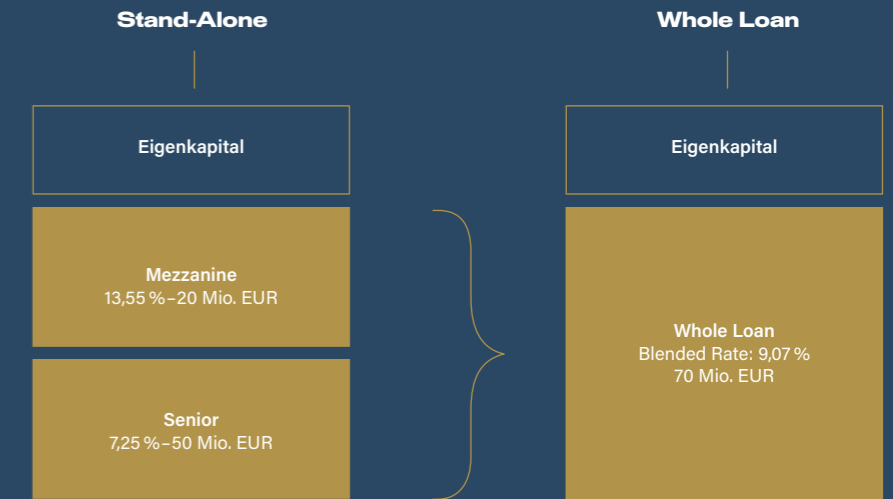 Stand-Alone
Eigenkapital
Mezzanine
13,55 %–20 Mio. EUR
Senior
7,25 %–50 Mio. EUR
Whole Loan
Eigenkapital
Whole Loan
Blended Rate: 9,07 %
70 Mio. EUR